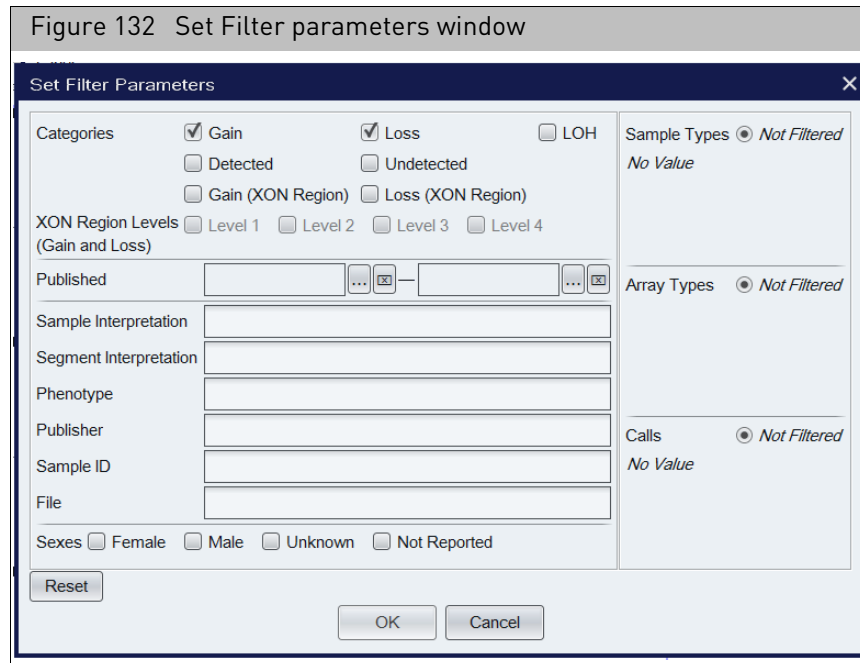 Figure 132 Set Filter parameters window
Set Filter Parameters
Categories Gain Loss LOH
Detected Undetected
Gain (XON Region) Loss (XON Region)
XON Region Levels Level 1 Level 2 Level 3 Level 4
(Gain and Loss)
Published ... — ...
Sample Interpretation
Segment Interpretation
Phenotype
Publisher
Sample ID
File
Sexes Female Male Unknown Not Reported
Sample Types Not Filtered
No Value
Array Types Not Filtered
Calls Not Filtered
No Value
Reset
OK Cancel